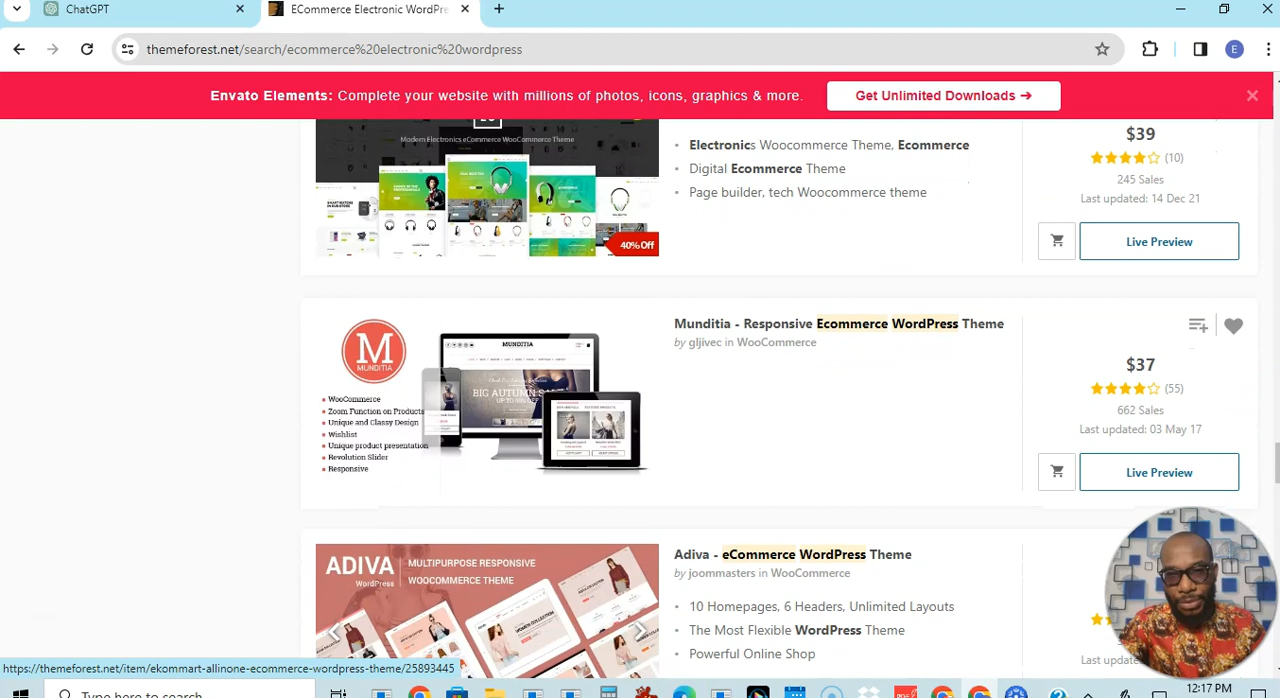 ChatGPT
ECommerce Electronic WordPre
themeforest.net/search/ecommerce%20electronic%20wordpress
E
Envato Elements: Complete your website with millions of photos, icons, graphics & more.
Get Unlimited Downloads →
Modern Electronics eCommerce WooCommerce Theme
40% Off
Electronics Woocommerce Theme, Ecommerce
Digital Ecommerce Theme
Page builder, tech Woocommerce theme
$39
(10)
245 Sales
Last updated: 14 Dec 21
Live Preview
M
MUNDITIA
WooCommerce
Zoom Function on Products
Unique and Classy Design
Wishlist
Unique product presentation
Revolution Slider
Responsive
MUNDITIA
BIG AUTUMN SALE
Munditia - Responsive Ecommerce WordPress Theme
by gljivec in WooCommerce
$37
(55)
662 Sales
Last updated: 03 May 17
Live Preview
ADIVA
WordPress
MULTIPURPOSE RESPONSIVE
WOOCOMMERCE THEME
Adiva - eCommerce WordPress Theme
by joommasters in WooCommerce
10 Homepages, 6 Headers, Unlimited Layouts
The Most Flexible WordPress Theme
Powerful Online Shop
Last update
https://themeforest.net/item/ekommart-allinone-ecommerce-wordpress-theme/25893445
Type here to search
12:17 PM